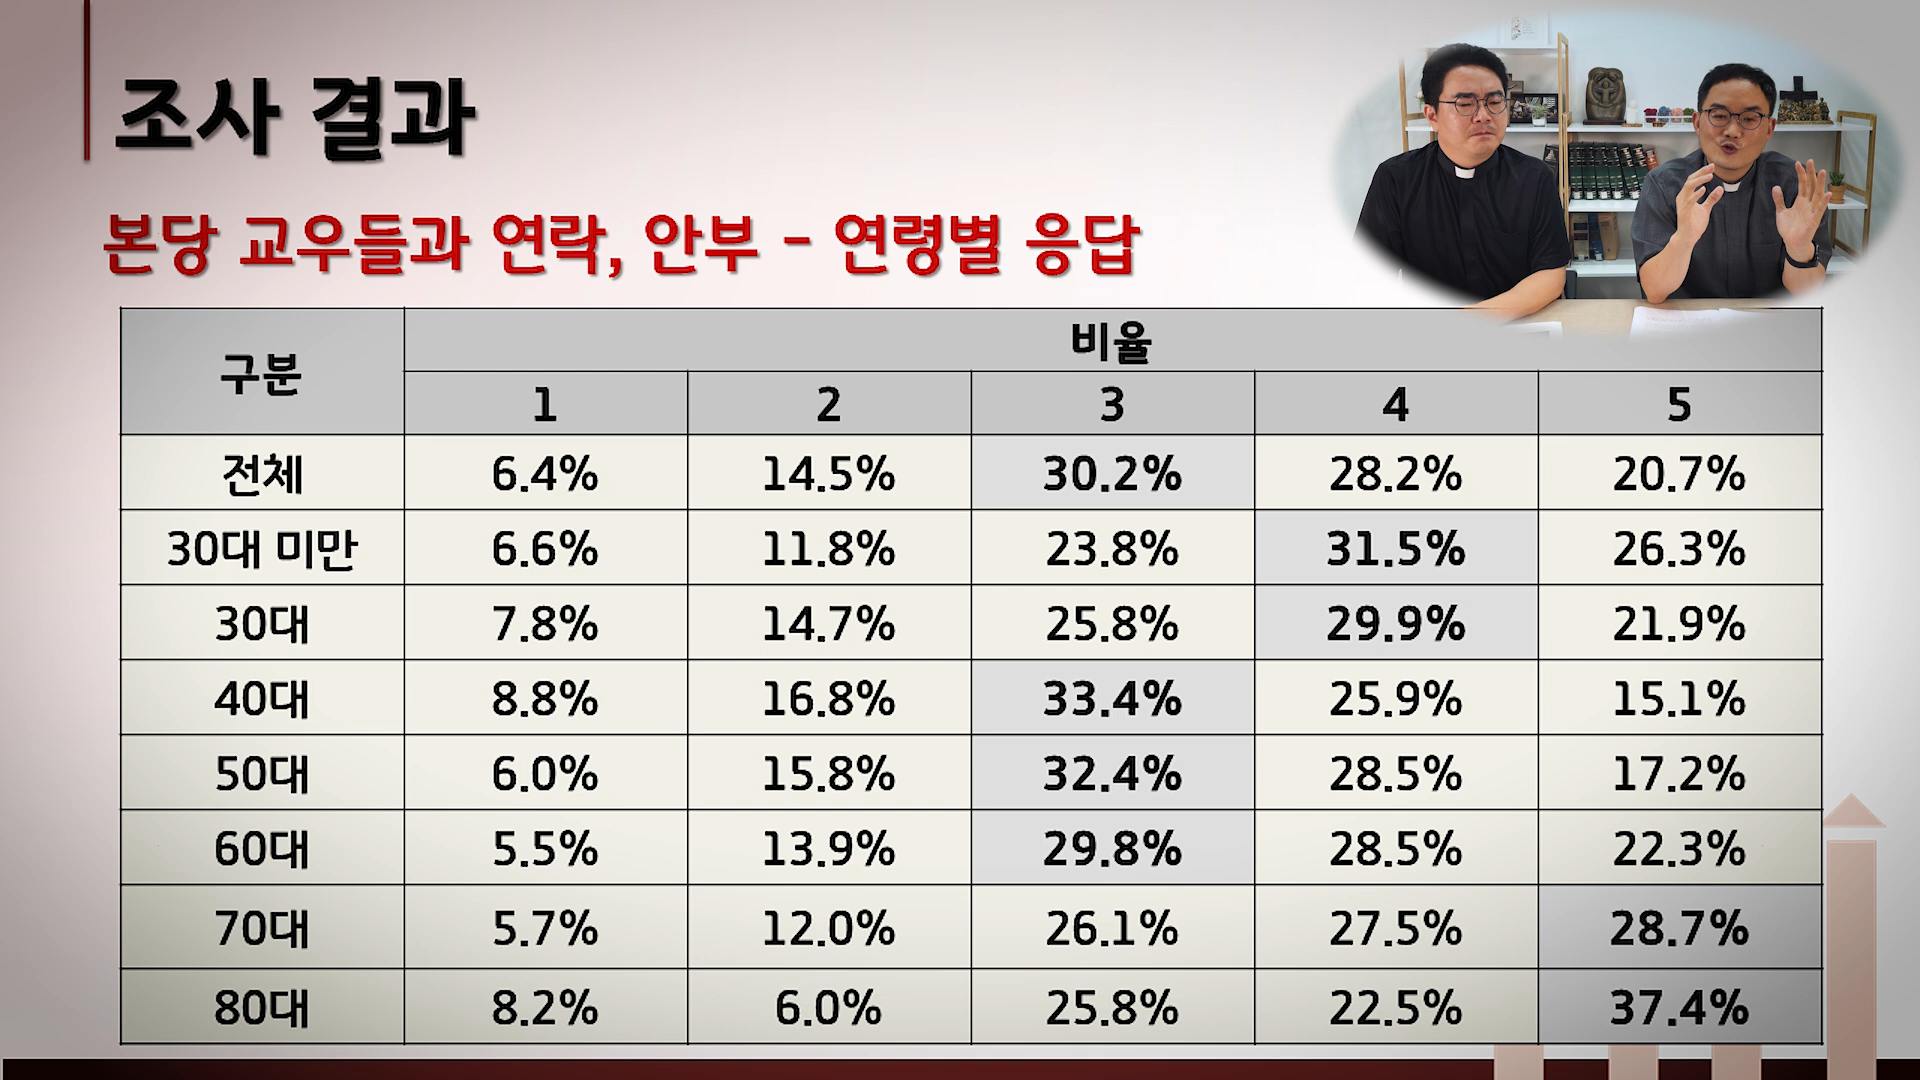 조사 결과
본당 교우들과 연락, 안부 - 연령별 응답
구분 비율
1 2 3 4 5
전체 6.4% 14.5% 30.2% 28.2% 20.7%
30대 미만 6.6% 11.8% 23.8% 31.5% 26.3%
30대 7.8% 14.7% 25.8% 29.9% 21.9%
40대 8.8% 16.8% 33.4% 25.9% 15.1%
50대 6.0% 15.8% 32.4% 28.5% 17.2%
60대 5.5% 13.9% 29.8% 28.5% 22.3%
70대 5.7% 12.0% 26.1% 27.5% 28.7%
80대 8.2% 6.0% 25.8% 22.5% 37.4%